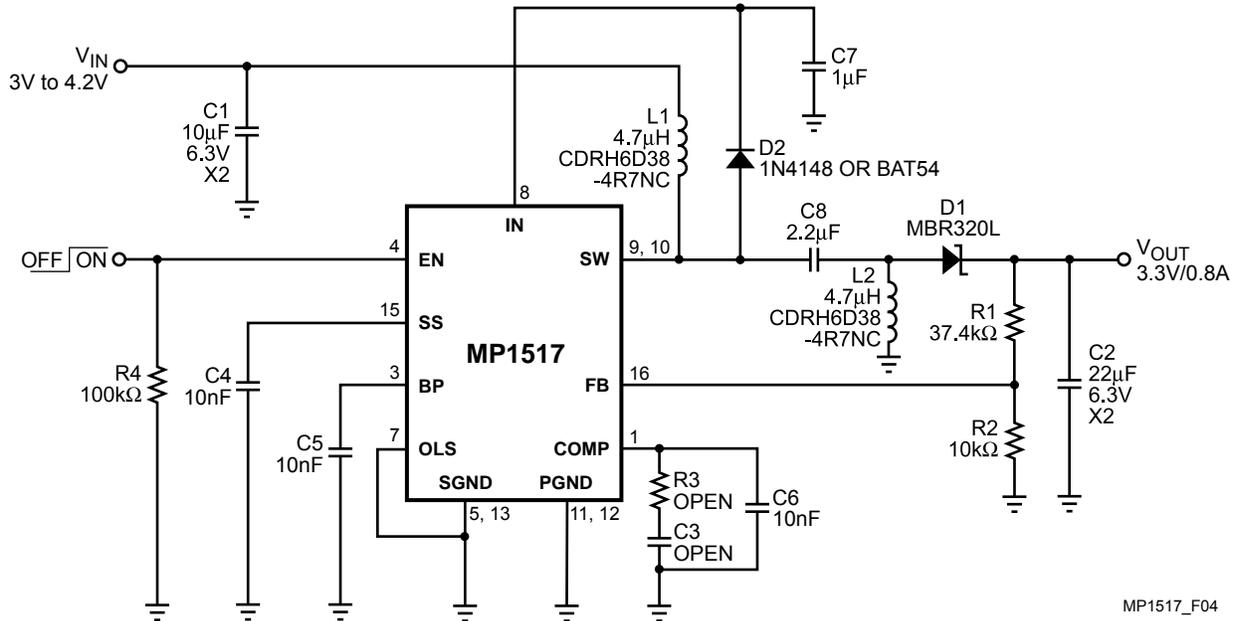 V_IN
3V to 4.2V
C1
10μF
6.3V
X2
L1
4.7μH
CDRH6D38
-4R7NC
C7
1μF
D2
1N4148 OR BAT54
8
IN
C8
2.2μF
D1
MBR320L
OFF ON
4
EN
SW
9, 10
V_OUT
3.3V/0.8A
L2
4.7μH
CDRH6D38
-4R7NC
R1
37.4kΩ
15
SS
MP1517
R4
100kΩ
C4
10nF
3
BP
FB
16
C2
22μF
6.3V
X2
R2
10kΩ
C5
10nF
7
OLS
COMP
1
SGND
PGND
5, 13
11, 12
R3
OPEN
C3
OPEN
C6
10nF
MP1517_F04